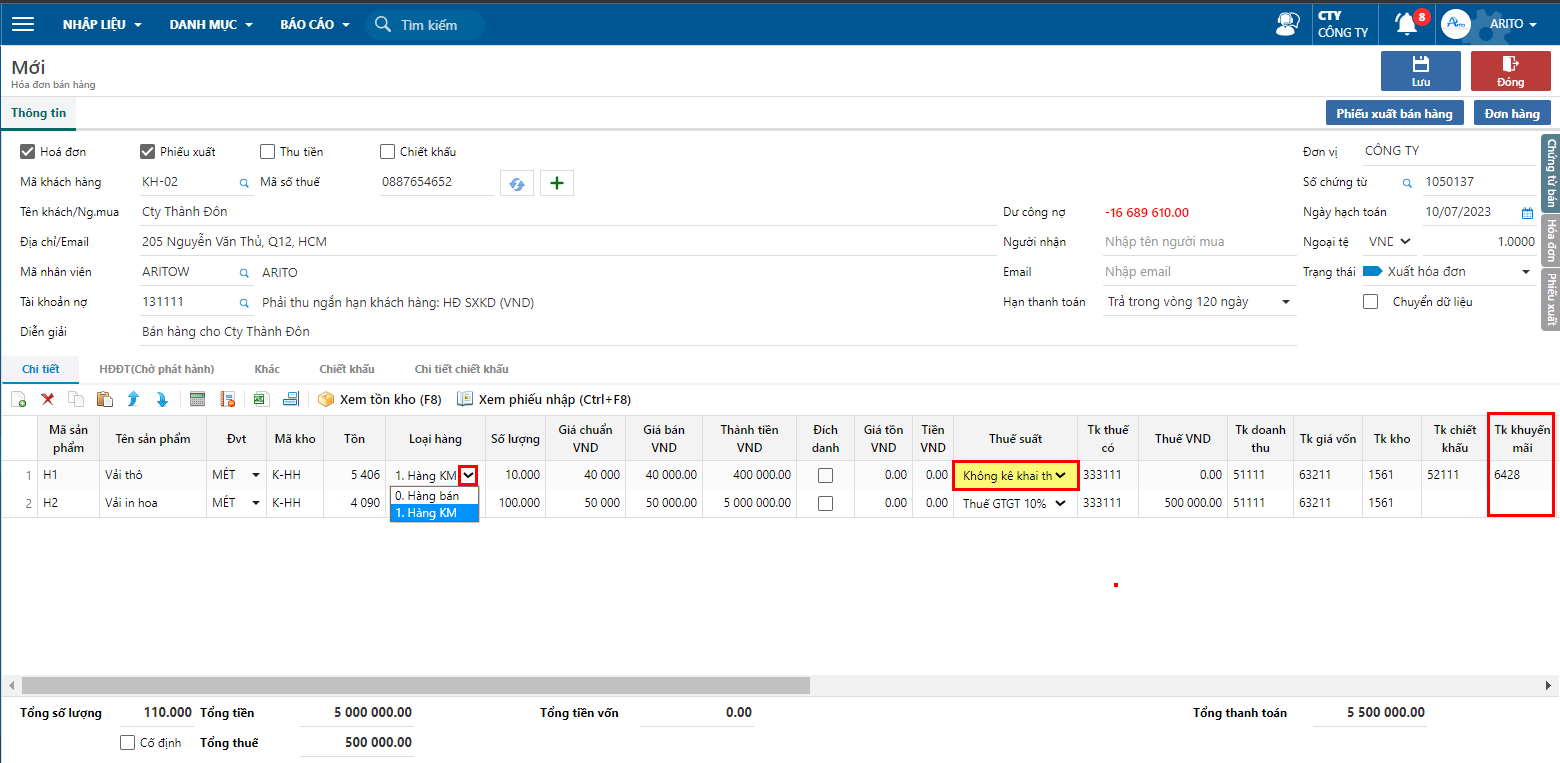 NHẬP LIỆU DANH MỤC BÁO CÁO Tìm kiếm CTY CÔNG TY 8 Arito ARITO
Mới
Hóa đơn bán hàng
Lưu Đóng
Thông tin Phiếu xuất bán hàng Đơn hàng
Hoá đơn Phiếu xuất Thu tiền Chiết khấu Đơn vị CÔNG TY
Mã khách hàng KH-02 Mã số thuế 0887654652 Số chứng từ 1050137
Tên khách/Ng.mua Cty Thành Đôn Dư công nợ -16 689 610.00 Ngày hạch toán 10/07/2023
Địa chỉ/Email 205 Nguyễn Văn Thủ, Q12, HCM Người nhận Nhập tên người mua Ngoại tệ VND 1.0000
Mã nhân viên ARITOW ARITO Email Nhập email Trạng thái Xuất hóa đơn
Tài khoản nợ 131111 Phải thu ngắn hạn khách hàng: HĐ SXKD (VND) Hạn thanh toán Trả trong vòng 120 ngày Chuyển dữ liệu
Diễn giải Bán hàng cho Cty Thành Đôn
Chứng từ bán
Hóa đơn
Phiếu xuất
Chi tiết HĐĐT(Chờ phát hành) Khác Chiết khấu Chi tiết chiết khấu
Xem tồn kho (F8) Xem phiếu nhập (Ctrl+F8)
Mã sản phẩm Tên sản phẩm Đvt Mã kho Tồn Loại hàng Số lượng Giá chuẩn VND Giá bán VND Thành tiền VND Đích danh Giá tồn VND Tiền VND Thuế suất Tk thuế có Thuế VND Tk doanh thu Tk giá vốn Tk kho Tk chiết khấu Tk khuyến mãi
1 H1 Vải thô MÉT K-HH 5 406 1. Hàng KM 10.000 40 000 40 000.00 400 000.00 0.00 0.00 Không kê khai th 333111 0.00 51111 63211 1561 52111 6428
0. Hàng bán
1. Hàng KM
2 H2 Vải in hoa MÉT K-HH 4 090 100.000 50 000 50 000.00 5 000 000.00 0.00 0.00 Thuế GTGT 10% 333111 500 000.00 51111 63211 1561
Tổng số lượng 110.000 Tổng tiền 5 000 000.00 Tổng tiền vốn 0.00 Tổng thanh toán 5 500 000.00
Cố định Tổng thuế 500 000.00